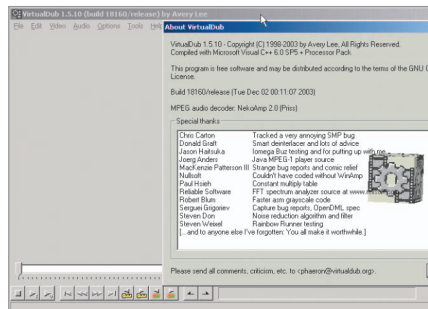 VirtualDub 1.5.10 (build 18160/release) by Avery Lee
File Edit Video Audio Options Tools Help
About VirtualDub
VirtualDub 1.5.10 - Copyright (C) 1998-2003 by Avery Lee, All Rights Reserved.
Compiled with Microsoft Visual C++ 6.0 SP5 + Processor Pack.
This program is free software and may be distributed according to the terms of the GNU
License.
Build 18160/release (Tue Dec 02 00:11:07 2003)
MPEG audio decoder: NekoAmp 2.0 (Priss)
Special thanks
Chris Carton Tracked a very annoying SMP bug
Donald Graft Smart deinterlacer and lots of advice
Jason Haitsuka Iomega Buz testing and for putting up with me
Joerg Anders Java MPEG-1 player source
MacKenzie Patterson III Strange bug reports and comic relief
Nullsoft Couldn't have coded without WinAmp
Paul Hsieh Constant multiply table
Reliable Software FFT spectrum analyzer source at www.
Robert Blum Faster asm grayscale code
Serguei Grigoriev Capture bug reports, OpenDML spec
Steven Don Noise reduction algorithm and filter
Steven Weixel Rainbow Runner testing
[...and to anyone else I've forgotten: You all make it worthwhile.]
Please send all comments, criticism, etc. to <phaeron@virtualdub.org>.